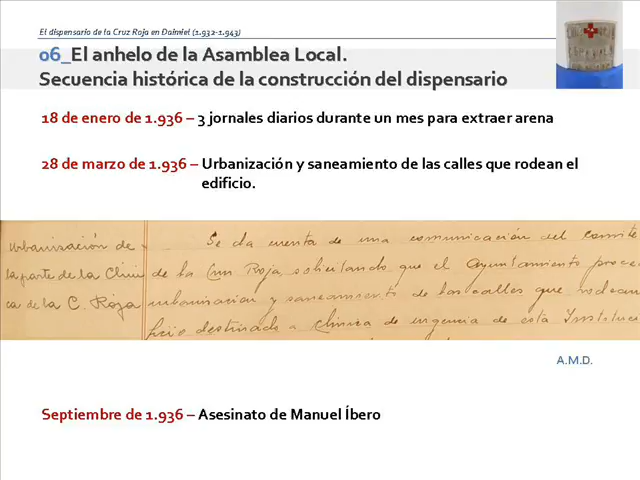 El dispensario de la Cruz Roja en Daimiel (1.932-1.943)
06_El anhelo de la Asamblea Local.
Secuencia histórica de la construcción del dispensario
18 de enero de 1.936 – 3 jornales diarios durante un mes para extraer arena
28 de marzo de 1.936 – Urbanización y saneamiento de las calles que rodean el
edificio.
urbanización de
la parte de la Clini
ca de la C. Roja
Se da cuenta de una comunicación del Comité
de la Cruz Roja, solicitando que el Ayuntamiento proce
urbanización y saneamiento de las calles que rodean
ficio destinado a clínica de urgencia de esta Instituci
A.M.D.
Septiembre de 1.936 – Asesinato de Manuel Íbero